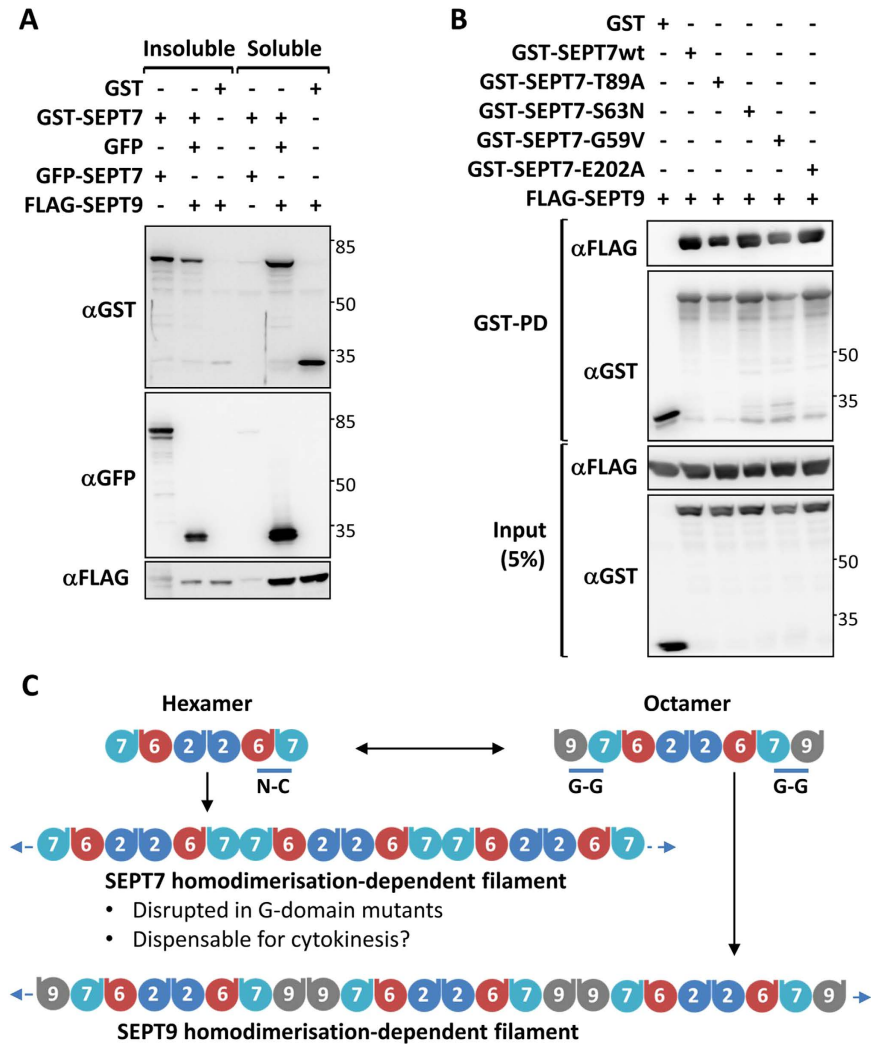 A
Insoluble Soluble
GST - - + - - +
GST-SEPT7 + + - + + -
GFP - + - - + -
GFP-SEPT7 + - - + - -
FLAG-SEPT9 - + + - + +
αGST
85
50
35
αGFP
85
50
35
αFLAG
B
GST + - - - - -
GST-SEPT7wt - + - - - -
GST-SEPT7-T89A - - + - - -
GST-SEPT7-S63N - - - + - -
GST-SEPT7-G59V - - - - + -
GST-SEPT7-E202A - - - - - +
FLAG-SEPT9 + + + + + +
GST-PD
αFLAG
αGST
50
35
Input
(5%)
αFLAG
αGST
50
35
C
Hexamer
7 6 2 2 6 7
N-C
Octamer
9 7 6 2 2 6 7 9
G-G G-G
7 6 2 2 6 7 7 6 2 2 6 7 7 6 2 2 6 7
SEPT7 homodimerisation-dependent filament
• Disrupted in G-domain mutants
• Dispensable for cytokinesis?
9 7 6 2 2 6 7 9 9 7 6 2 2 6 7 9 9 7 6 2 2 6 7 9
SEPT9 homodimerisation-dependent filament